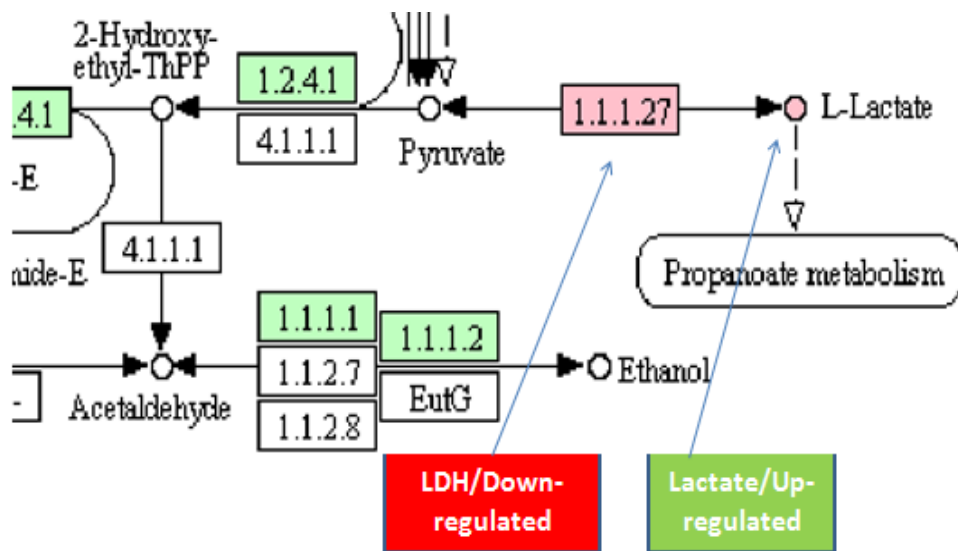 2-Hydroxy-
ethyl-ThPP
1.2.4.1
.4.1
4.1.1.1
Pyruvate
1.1.1.27
L-Lactate
-E
4.1.1.1
mide-E
Propanoate metabolism
1.1.1.1
1.1.1.2
1.1.2.7
Ethanol
-
Acetaldehyde
EutG
1.1.2.8
LDH/Down-
regulated
Lactate/Up-
regulated